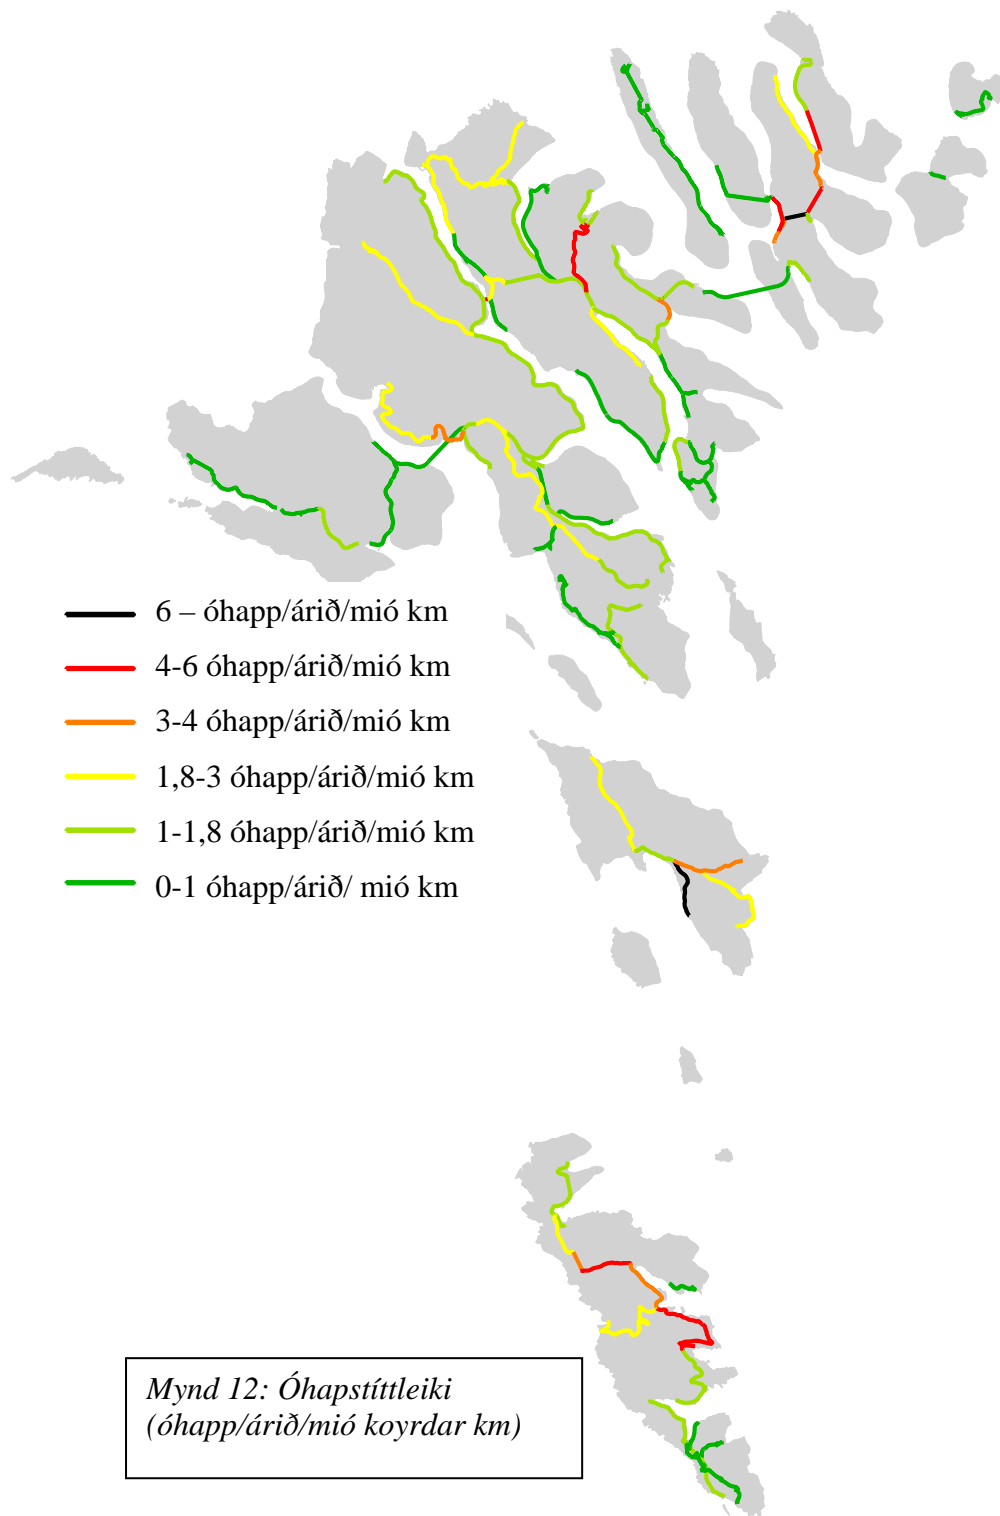 6 – óhapp/árið/mió km
4-6 óhapp/árið/mió km
3-4 óhapp/árið/mió km
1,8-3 óhapp/árið/mió km
1-1,8 óhapp/árið/mió km
0-1 óhapp/árið/ mió km
Mynd 12: Óhapstíttleiki
(óhapp/árið/mió koyrdar km)